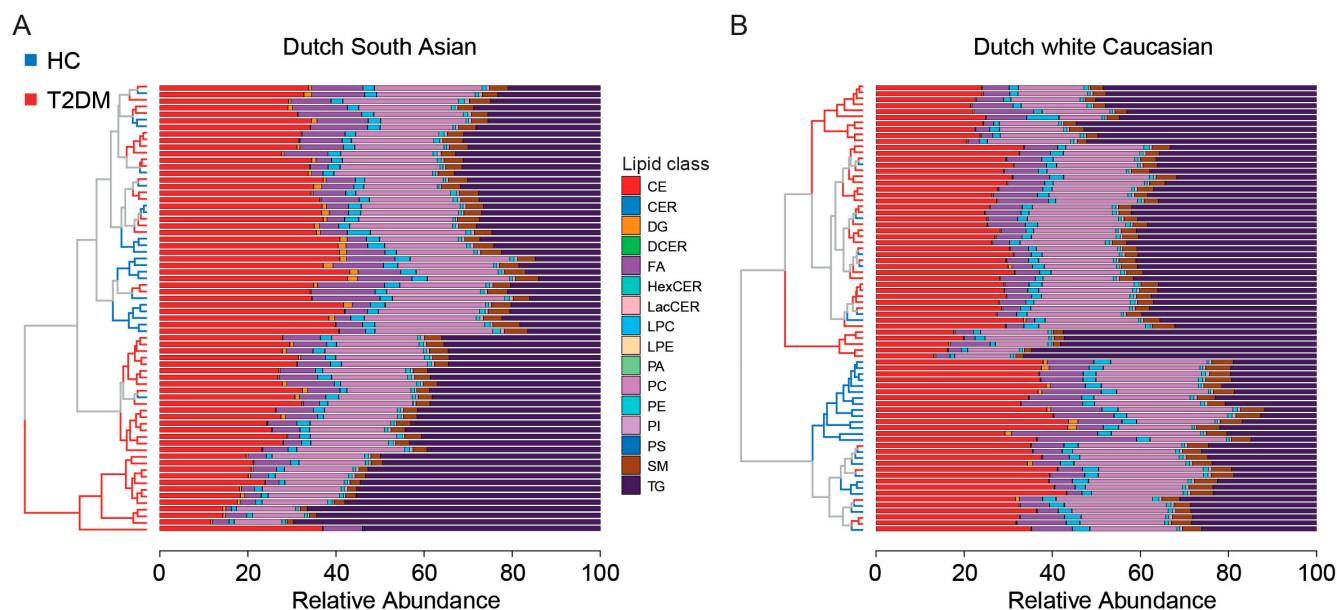 A
Dutch South Asian
HC
T2DM
Lipid class
CE
CER
DG
DCER
FA
HexCER
LacCER
LPC
LPE
PA
PC
PE
PI
PS
SM
TG
0 20 40 60 80 100
Relative Abundance
B
Dutch white Caucasian
0 20 40 60 80 100
Relative Abundance